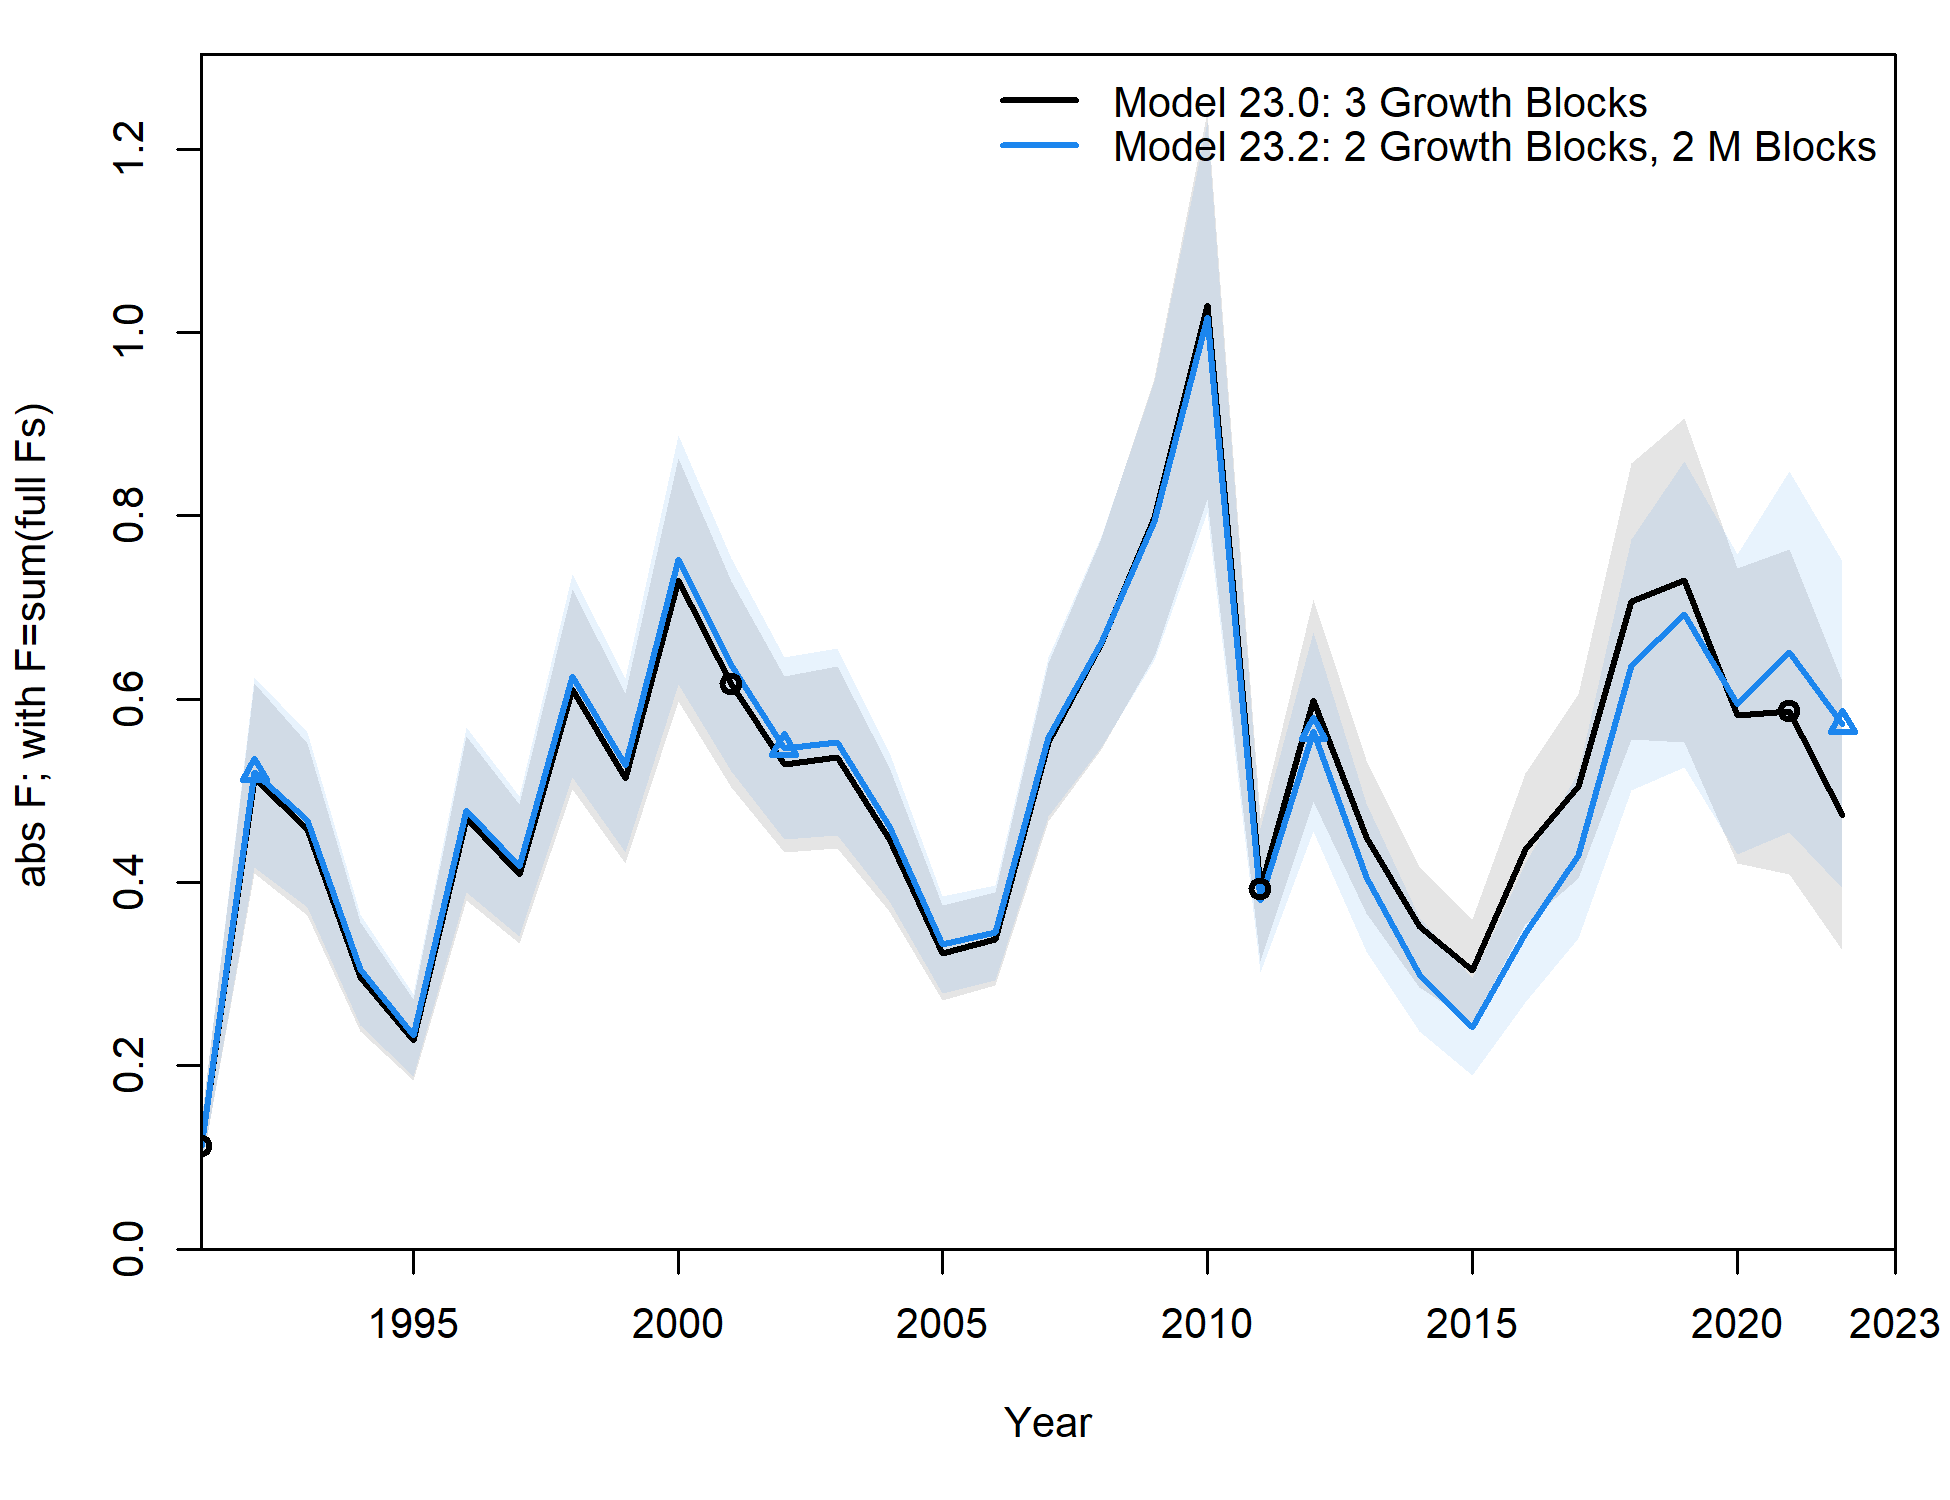 Model 23.0: 3 Growth Blocks
Model 23.2: 2 Growth Blocks, 2 M Blocks
abs F; with F=sum(full Fs)
1.2
1.0
0.8
0.6
0.4
0.2
0.0
1995 2000 2005 2010 2015 2020 2023
Year